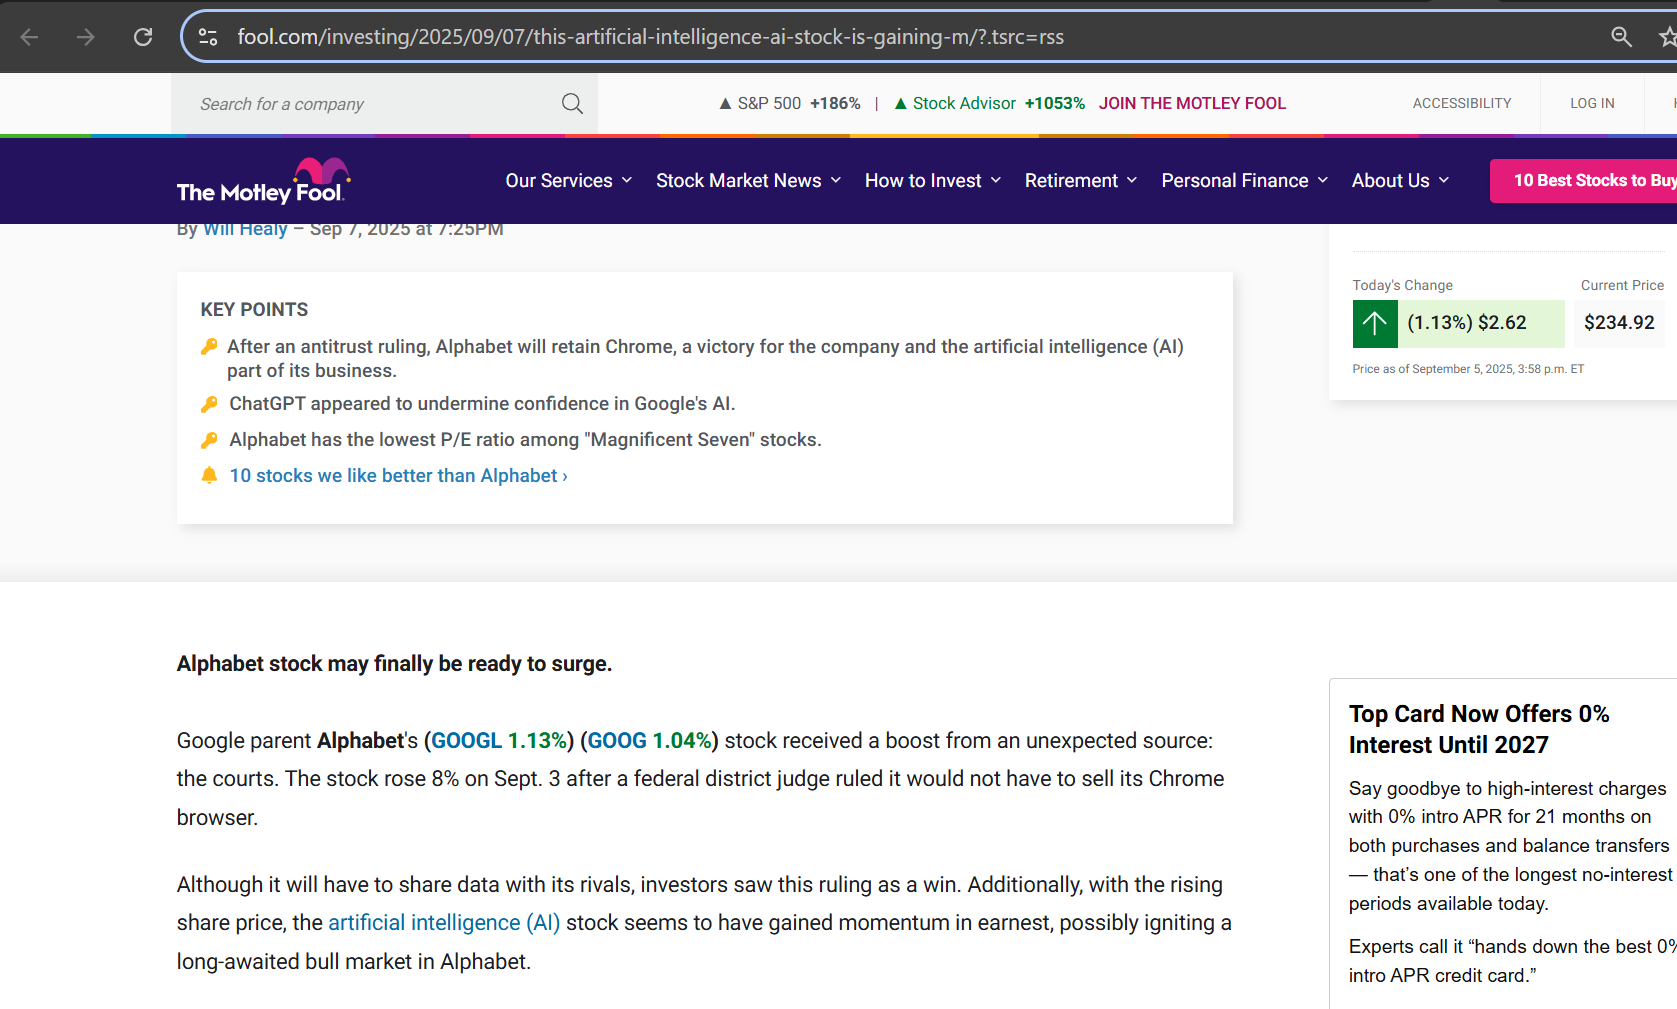 fool.com/investing/2025/09/07/this-artificial-intelligence-ai-stock-is-gaining-m/?.tsrc=rss
Search for a company
▲ S&P 500 +186% | ▲ Stock Advisor +1053% JOIN THE MOTLEY FOOL
ACCESSIBILITY
LOG IN
The Motley Fool.
Our Services
Stock Market News
How to Invest
Retirement
Personal Finance
About Us
10 Best Stocks to Buy
By Will Healy – Sep 7, 2025 at 7:25PM
KEY POINTS
After an antitrust ruling, Alphabet will retain Chrome, a victory for the company and the artificial intelligence (AI)
part of its business.
ChatGPT appeared to undermine confidence in Google's AI.
Alphabet has the lowest P/E ratio among "Magnificent Seven" stocks.
10 stocks we like better than Alphabet ›
Today's Change
Current Price
(1.13%) $2.62
$234.92
Price as of September 5, 2025, 3:58 p.m. ET
Alphabet stock may finally be ready to surge.
Google parent Alphabet's (GOOGL 1.13%) (GOOG 1.04%) stock received a boost from an unexpected source:
the courts. The stock rose 8% on Sept. 3 after a federal district judge ruled it would not have to sell its Chrome
browser.
Although it will have to share data with its rivals, investors saw this ruling as a win. Additionally, with the rising
share price, the artificial intelligence (AI) stock seems to have gained momentum in earnest, possibly igniting a
long-awaited bull market in Alphabet.
Top Card Now Offers 0%
Interest Until 2027
Say goodbye to high-interest charges
with 0% intro APR for 21 months on
both purchases and balance transfers
— that's one of the longest no-interest
periods available today.
Experts call it “hands down the best 0%
intro APR credit card.”